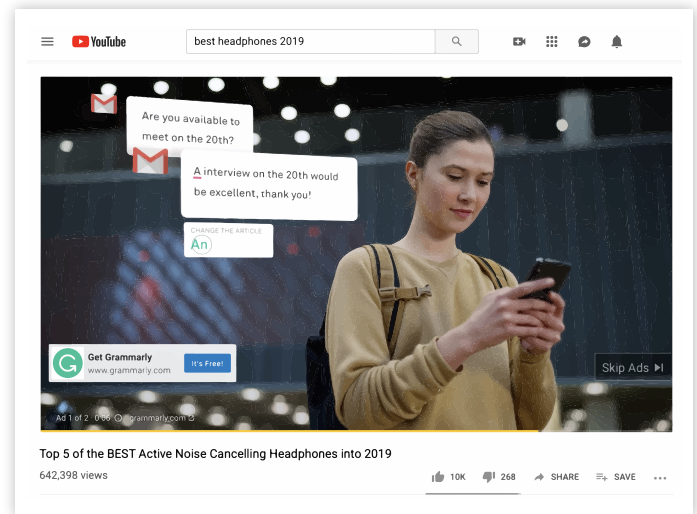 YouTube
best headphones 2019
Are you available to
meet on the 20th?
A interview on the 20th would
be excellent, thank you!
CHANGE THE ARTICLE
An
Get Grammarly
www.grammarly.com
It's Free!
Skip Ads
Ad 1 of 2 · 0:06 grammarly.com
Top 5 of the BEST Active Noise Cancelling Headphones into 2019
642,398 views
10K 268 SHARE SAVE